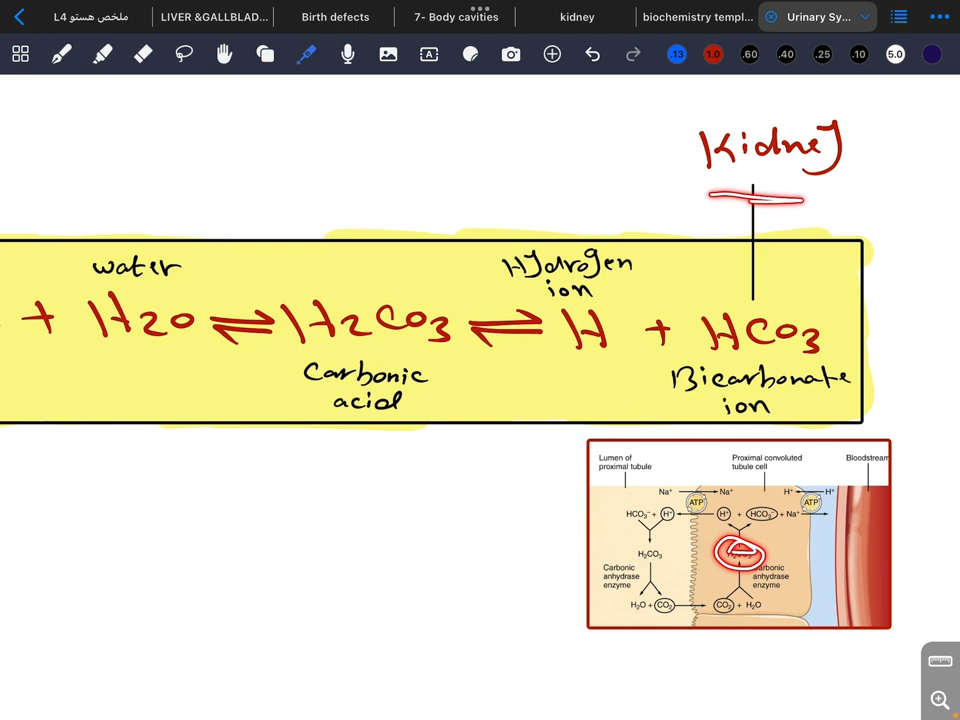 L4 ملخص هستو
LIVER &GALLBLAD...
Birth defects
7- Body cavities
kidney
biochemistry templ...
Urinary Sy...
13
1.0
.60
.40
.25
.10
5.0
Kidney
water
Hydrogen
ion
+ H2O ⇌ H2CO3 ⇌ H + HCO3
Carbonic
acid
Bicarbonate
ion
Lumen of
proximal tubule
Proximal convoluted
tubule cell
Bloodstream
Na⁺ Na⁺ H⁺ H⁺
ATP ATP
HCO₃⁻ + H⁺ H⁺ + HCO₃⁻ + Na⁺
H₂CO₃
Carbonic
anhydrase
enzyme
Carbonic
anhydrase
enzyme
H₂O + CO₂ CO₂ + H₂O